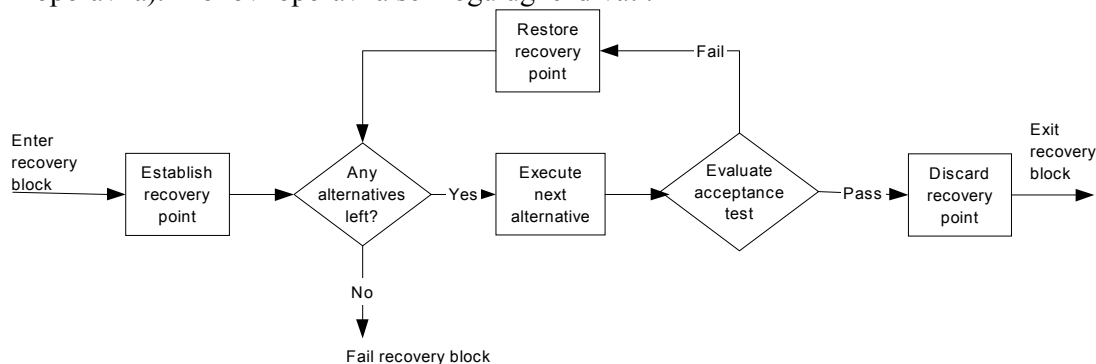 Restore
recovery
point
Fail
Enter
recovery
block
Establish
recovery
point
Any
alternatives
left?
Yes
Execute
next
alternative
Evaluate
acceptance
test
Pass
Discard
recovery
point
Exit
recovery
block
No
Fail recovery block